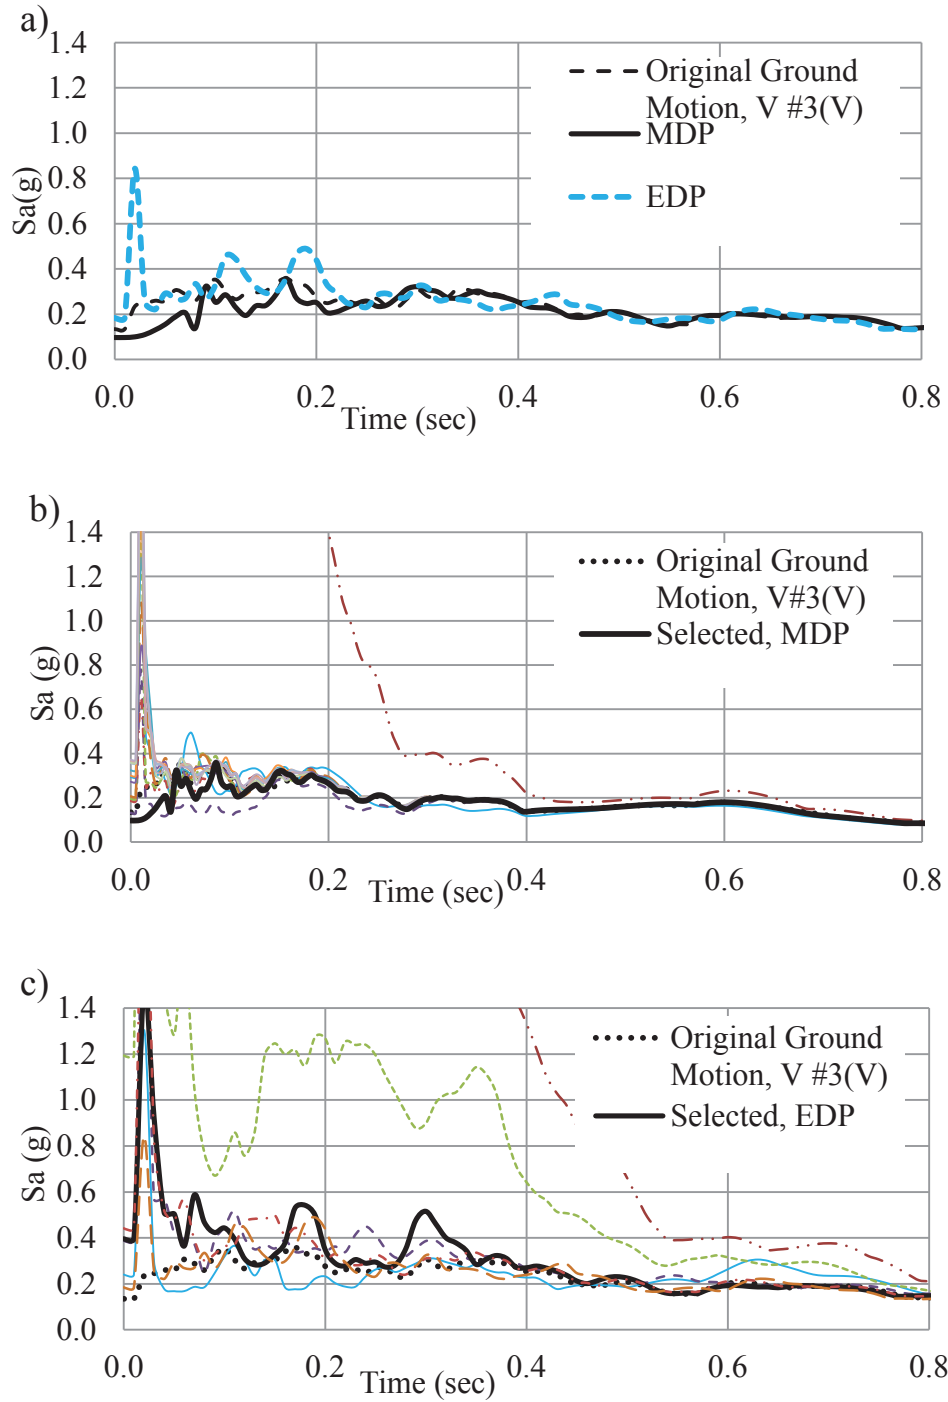 a)
1.4
1.2
1.0
0.8
0.6
0.4
0.2
0.0
Sa(g)
Original Ground
Motion, V #3(V)
MDP
EDP
0.0 0.2 0.4 0.6 0.8
Time (sec)
b)
1.4
1.2
1.0
0.8
0.6
0.4
0.2
0.0
Sa (g)
Original Ground
Motion, V#3(V)
Selected, MDP
0.0 0.2 0.4 0.6 0.8
Time (sec)
c)
1.4
1.2
1.0
0.8
0.6
0.4
0.2
0.0
Sa (g)
Original Ground
Motion, V #3(V)
Selected, EDP
0.0 0.2 0.4 0.6 0.8
Time (sec)